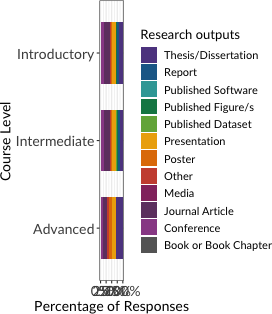 Research outputs
Thesis/Dissertation
Report
Published Software
Published Figure/s
Published Dataset
Presentation
Poster
Other
Media
Journal Article
Conference
Book or Book Chapter
Course Level
Introductory
Intermediate
Advanced
Percentage of Responses